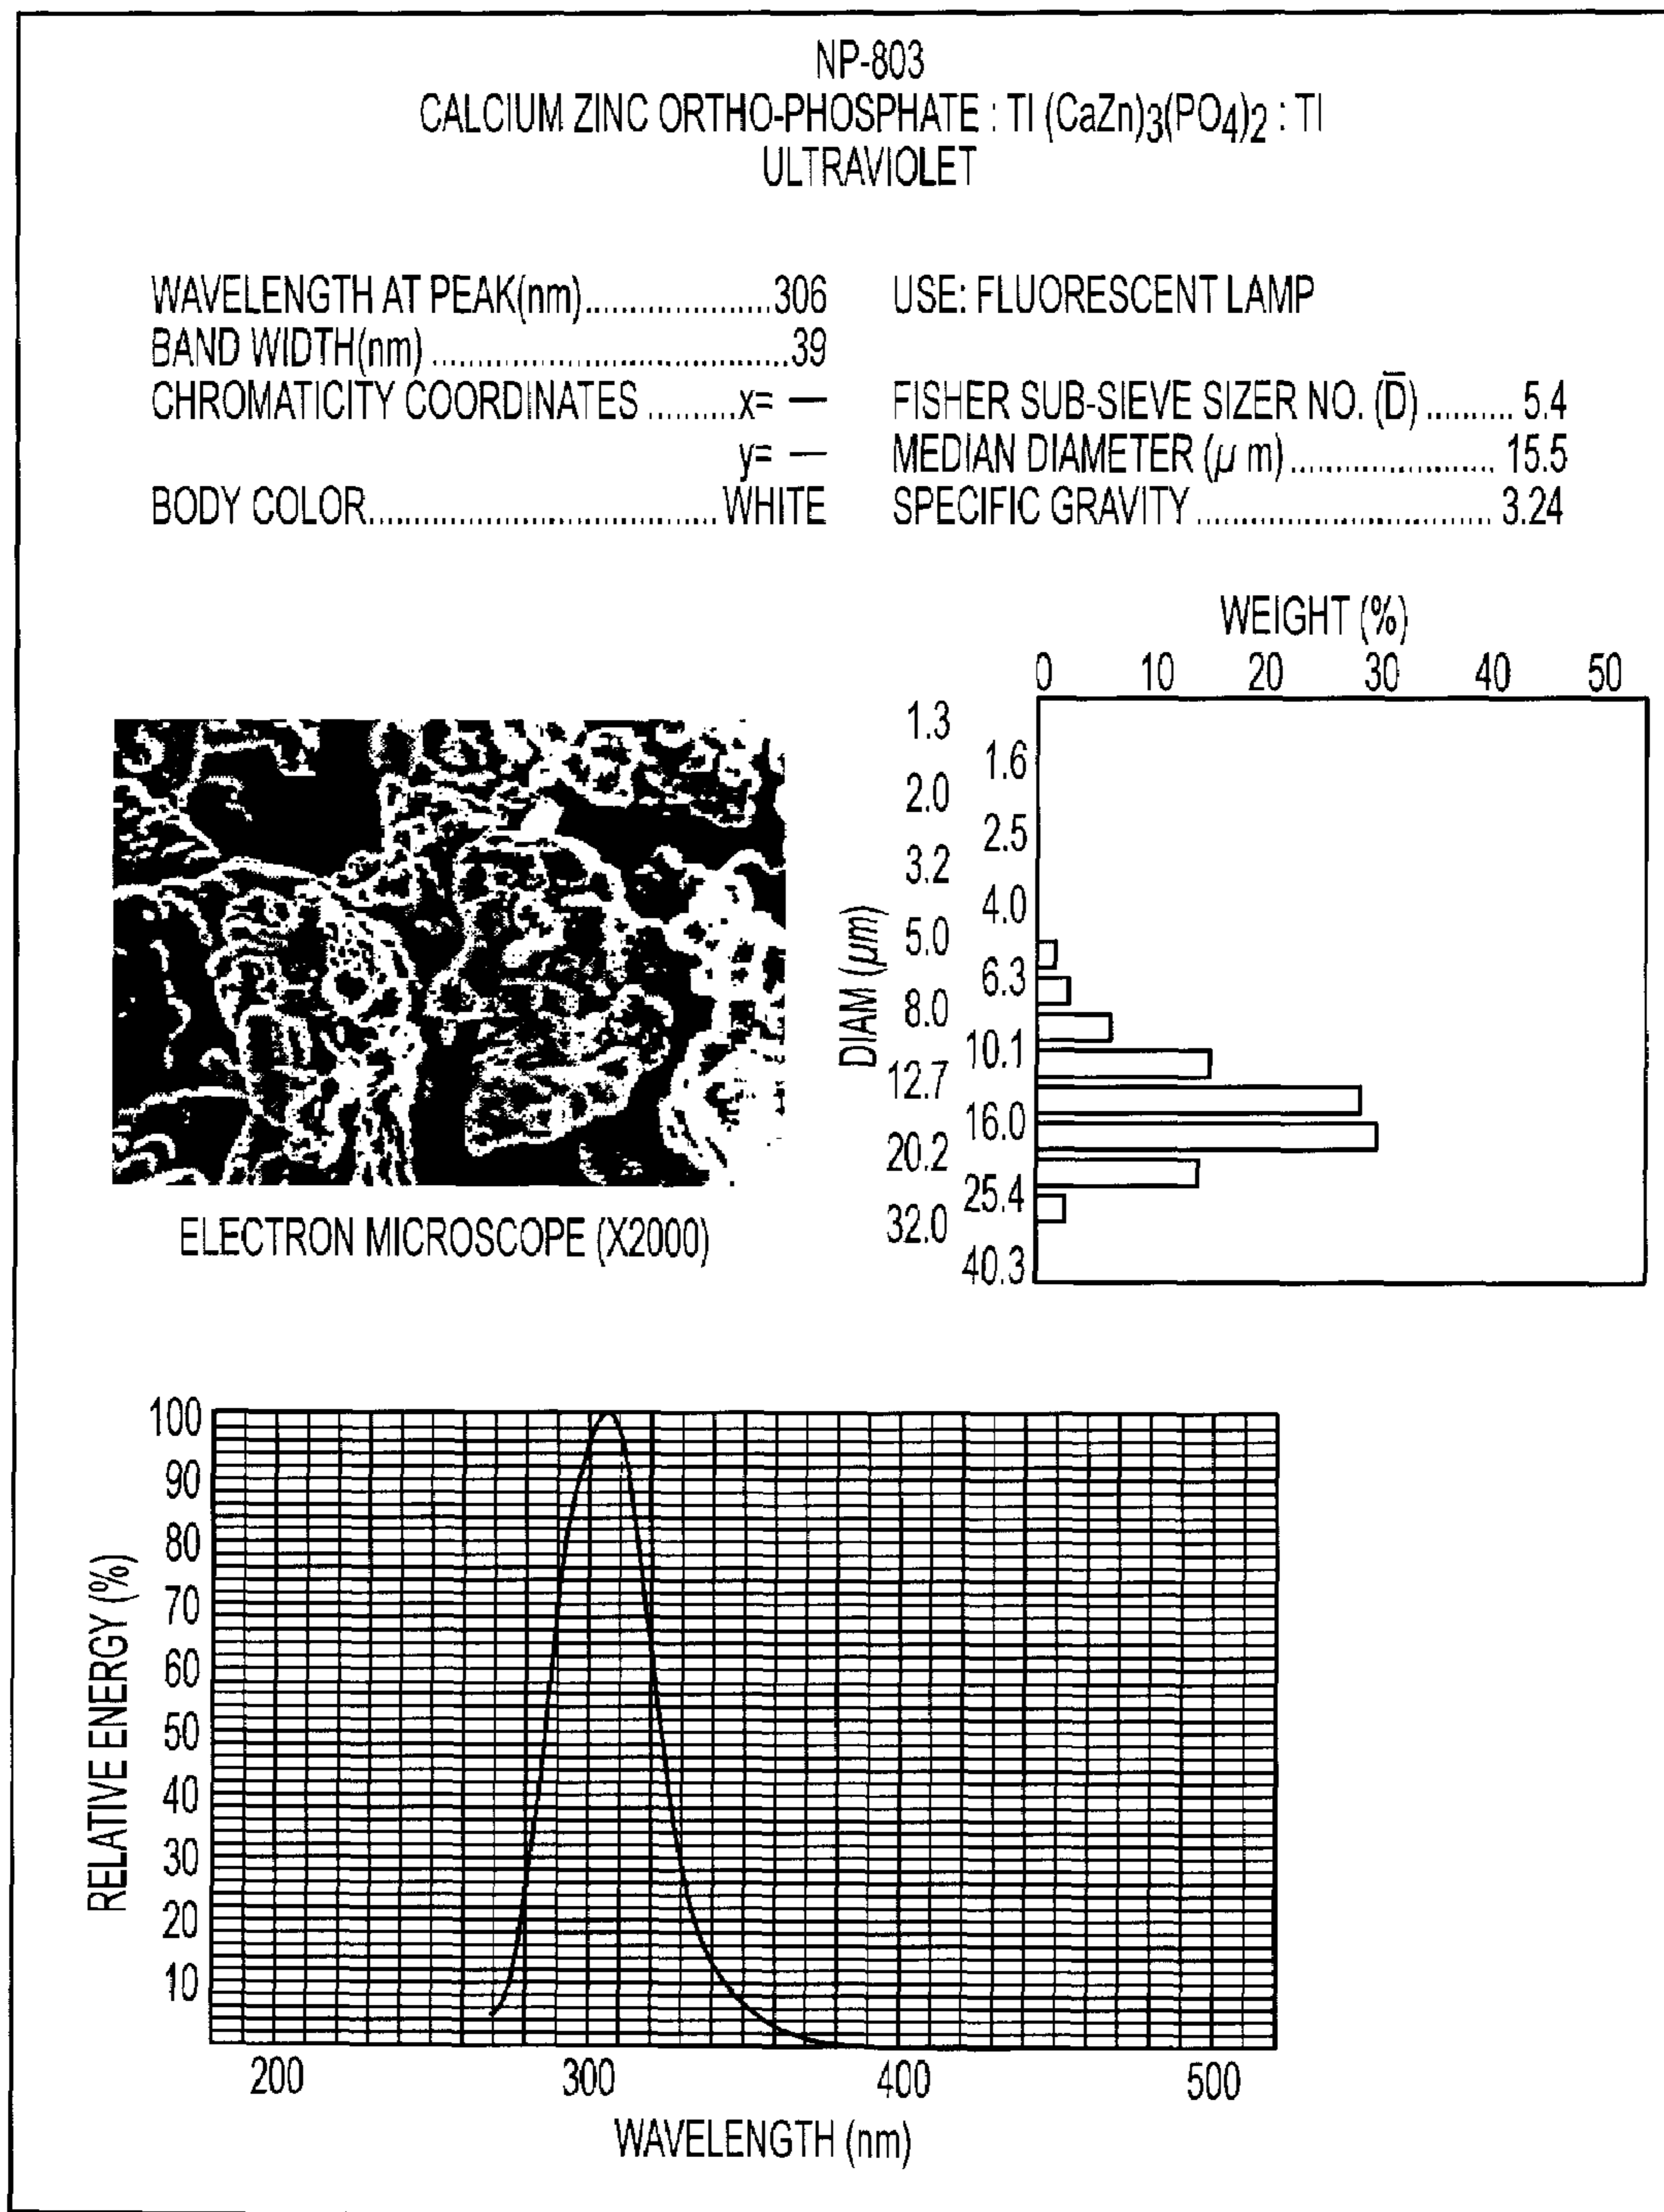 NP-803
CALCIUM ZINC ORTHO-PHOSPHATE : Tl (CaZn)3(PO4)2 : Tl
ULTRAVIOLET
WAVELENGTH AT PEAK(nm)....................306
BAND WIDTH(nm) ......................................39
CHROMATICITY COORDINATES ..........x= —
y= —
BODY COLOR...................................... WHITE
USE: FLUORESCENT LAMP
FISHER SUB-SIEVE SIZER NO. (D̄) .......... 5.4
MEDIAN DIAMETER (μ m) ...................... 15.5
SPECIFIC GRAVITY ................................ 3.24
WEIGHT (%)
0 10 20 30 40 50
DIAM (μm)
1.3
1.6
2.0
2.5
3.2
4.0
5.0
6.3
8.0
10.1
12.7
16.0
20.2
25.4
32.0
40.3
ELECTRON MICROSCOPE (X2000)
RELATIVE ENERGY (%)
100
90
80
70
60
50
40
30
20
10
200 300 400 500
WAVELENGTH (nm)